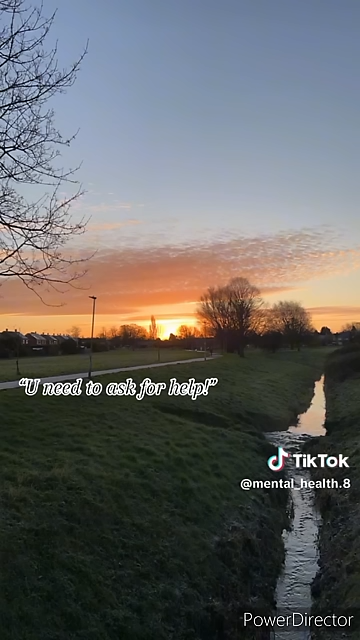 “U need to ask for help!”
TikTok
@mental_health.8
PowerDirector